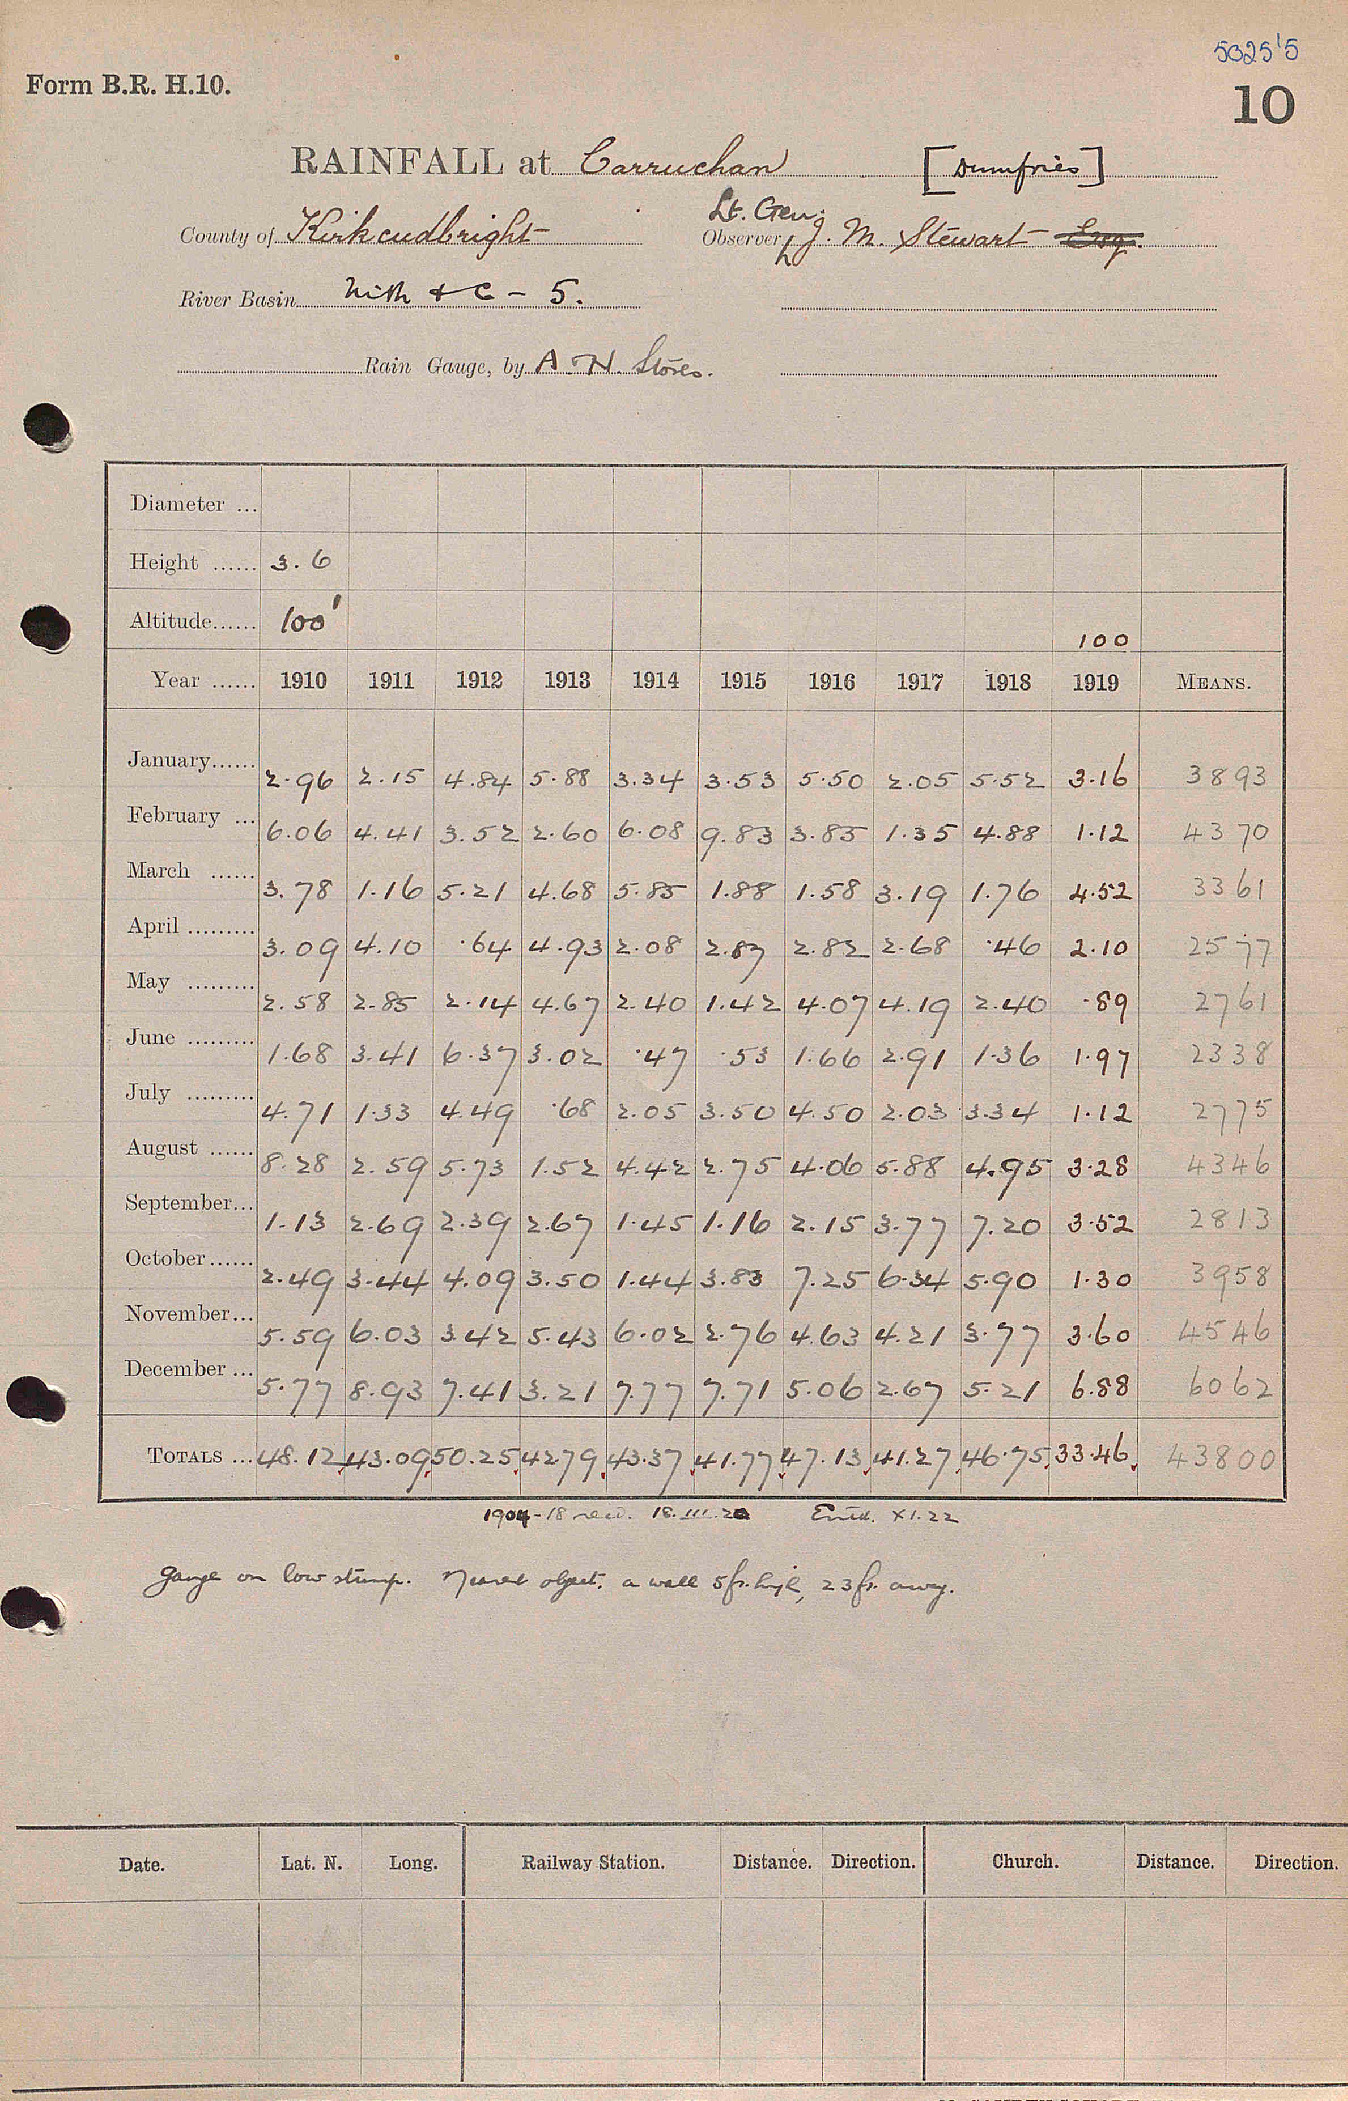 5325'5
Form B.R. H.10.
10
RAINFALL at Carruchan [Dumfries]
Lt. Gen.
County of Kirkcudbright Observer, J. M. Stewart Esq.
River Basin Nith & C - 5.
Rain Gauge, by A. N. Stores.
Diameter ...
Height ...... 3.6
Altitude...... 100' 100
Year ...... 1910 1911 1912 1913 1914 1915 1916 1917 1918 1919 MEANS.
January...... 2.96 2.15 4.84 5.88 3.34 3.53 5.50 2.05 5.52 3.16 3893
February ... 6.06 4.41 3.52 2.60 6.08 9.83 3.85 1.35 4.88 1.12 4370
March ...... 3.78 1.16 5.21 4.68 5.85 1.88 1.58 3.19 1.76 4.52 3361
April ......... 3.09 4.10 .64 4.93 2.08 2.87 2.82 2.68 .46 2.10 2577
May ......... 2.58 2.85 2.14 4.67 2.40 1.42 4.07 4.19 2.40 .89 2761
June ......... 1.68 3.41 6.37 3.02 .47 .53 1.66 2.91 1.36 1.97 2338
July ......... 4.71 1.33 4.49 .68 2.05 3.50 4.50 2.03 3.34 1.12 2775
August ...... 8.28 2.59 5.73 1.52 4.42 2.75 4.06 5.88 4.95 3.28 4346
September... 1.13 2.69 2.39 2.67 1.45 1.16 2.15 3.77 7.20 3.52 2813
October...... 2.49 3.44 4.09 3.50 1.44 3.83 7.25 6.34 5.90 1.30 3958
November... 5.59 6.03 3.42 5.43 6.02 2.76 4.63 4.21 3.77 3.60 4546
December ... 5.77 8.93 7.41 3.21 7.77 7.71 5.06 2.67 5.21 6.88 6062
TOTALS ... 48.12 43.09 50.25 42.79 43.37 41.77 47.13 41.27 46.75 33.46 43800
1904-18 recd. 18.III.20 Entd. XI.22
Gauge on low stump. Nearest object, a wall 5ft. high, 23ft. away.
Date. Lat. N. Long. Railway Station. Distance. Direction. Church. Distance. Direction.